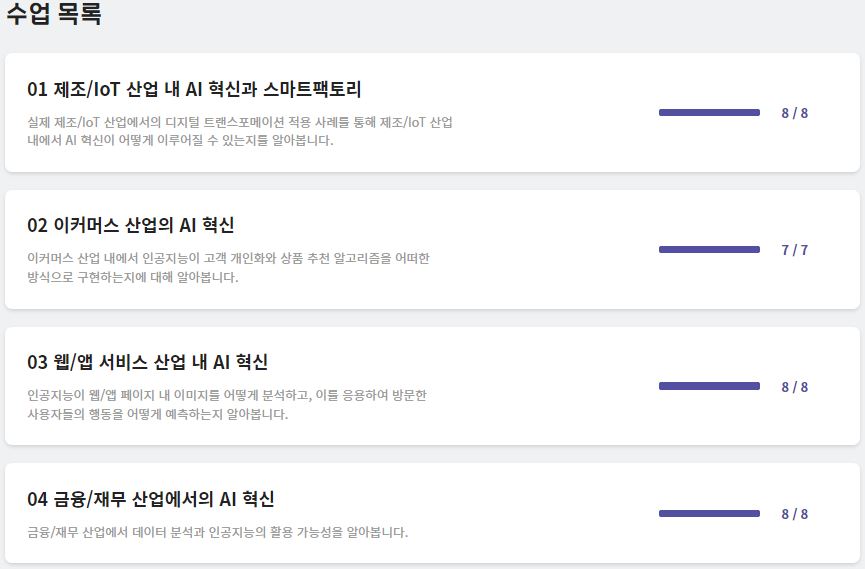 수업 목록
01 제조/IoT 산업 내 AI 혁신과 스마트팩토리
실제 제조/IoT 산업에서의 디지털 트랜스포메이션 적용 사례를 통해 제조/IoT 산업
내에서 AI 혁신이 어떻게 이루어질 수 있는지를 알아봅니다.
8 / 8
02 이커머스 산업의 AI 혁신
이커머스 산업 내에서 인공지능이 고객 개인화와 상품 추천 알고리즘을 어떠한
방식으로 구현하는지에 대해 알아봅니다.
7 / 7
03 웹/앱 서비스 산업 내 AI 혁신
인공지능이 웹/앱 페이지 내 이미지를 어떻게 분석하고, 이를 응용하여 방문한
사용자들의 행동을 어떻게 예측하는지 알아봅니다.
8 / 8
04 금융/재무 산업에서의 AI 혁신
금융/재무 산업에서 데이터 분석과 인공지능의 활용 가능성을 알아봅니다.
8 / 8